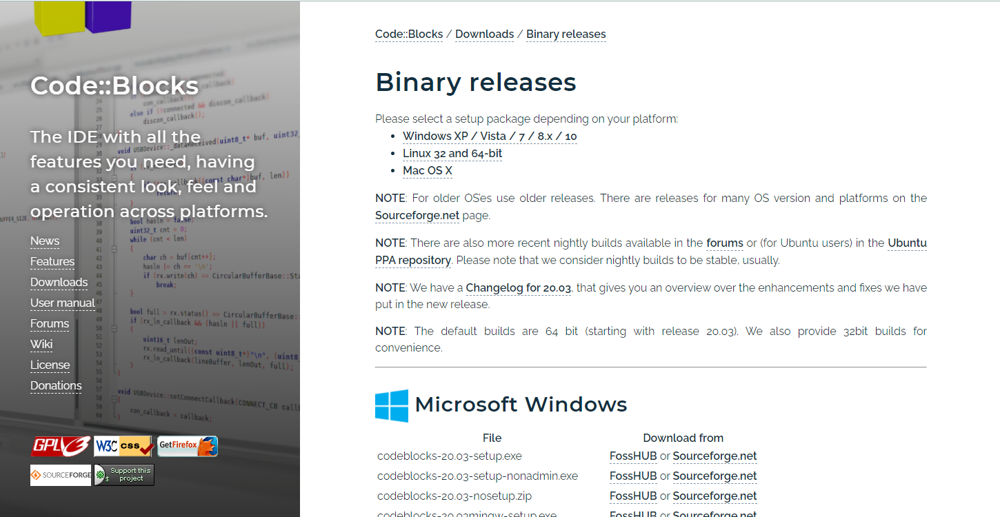 Code::Blocks
The IDE with all the
features you need, having
a consistent look, feel and
operation across platforms.
News
Features
Downloads
User manual
Forums
Wiki
License
Donations
GPLV3
W3C css
GetFirefox
SOURCEFORGE
Support this
project
Code::Blocks / Downloads / Binary releases
Binary releases
Please select a setup package depending on your platform:
• Windows XP / Vista / 7 / 8.x / 10
• Linux 32 and 64-bit
• Mac OS X
NOTE: For older OS'es use older releases. There are releases for many OS version and platforms on the
Sourceforge.net page.
NOTE: There are also more recent nightly builds available in the forums or (for Ubuntu users) in the Ubuntu
PPA repository. Please note that we consider nightly builds to be stable, usually.
NOTE: We have a Changelog for 20.03, that gives you an overview over the enhancements and fixes we have
put in the new release.
NOTE: The default builds are 64 bit (starting with release 20.03). We also provide 32bit builds for
convenience.
Microsoft Windows
File Download from
codeblocks-20.03-setup.exe FossHUB or Sourceforge.net
codeblocks-20.03-setup-nonadmin.exe FossHUB or Sourceforge.net
codeblocks-20.03-nosetup.zip FossHUB or Sourceforge.net
codeblocks-20.03mingw-setup.exe FossHUB or Sourceforge.net